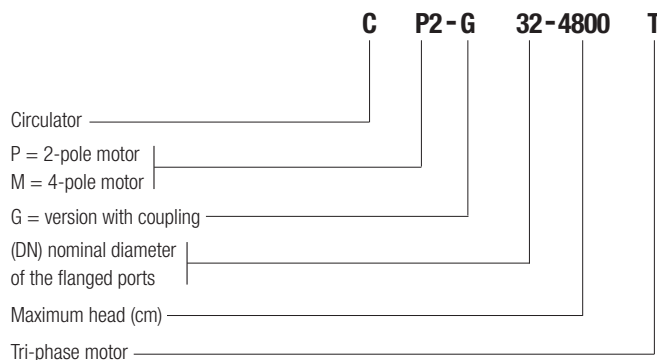 C P2-G 32-4800 T
Circulator
P = 2-pole motor
M = 4-pole motor
G = version with coupling
(DN) nominal diameter
of the flanged ports
Maximum head (cm)
Tri-phase motor